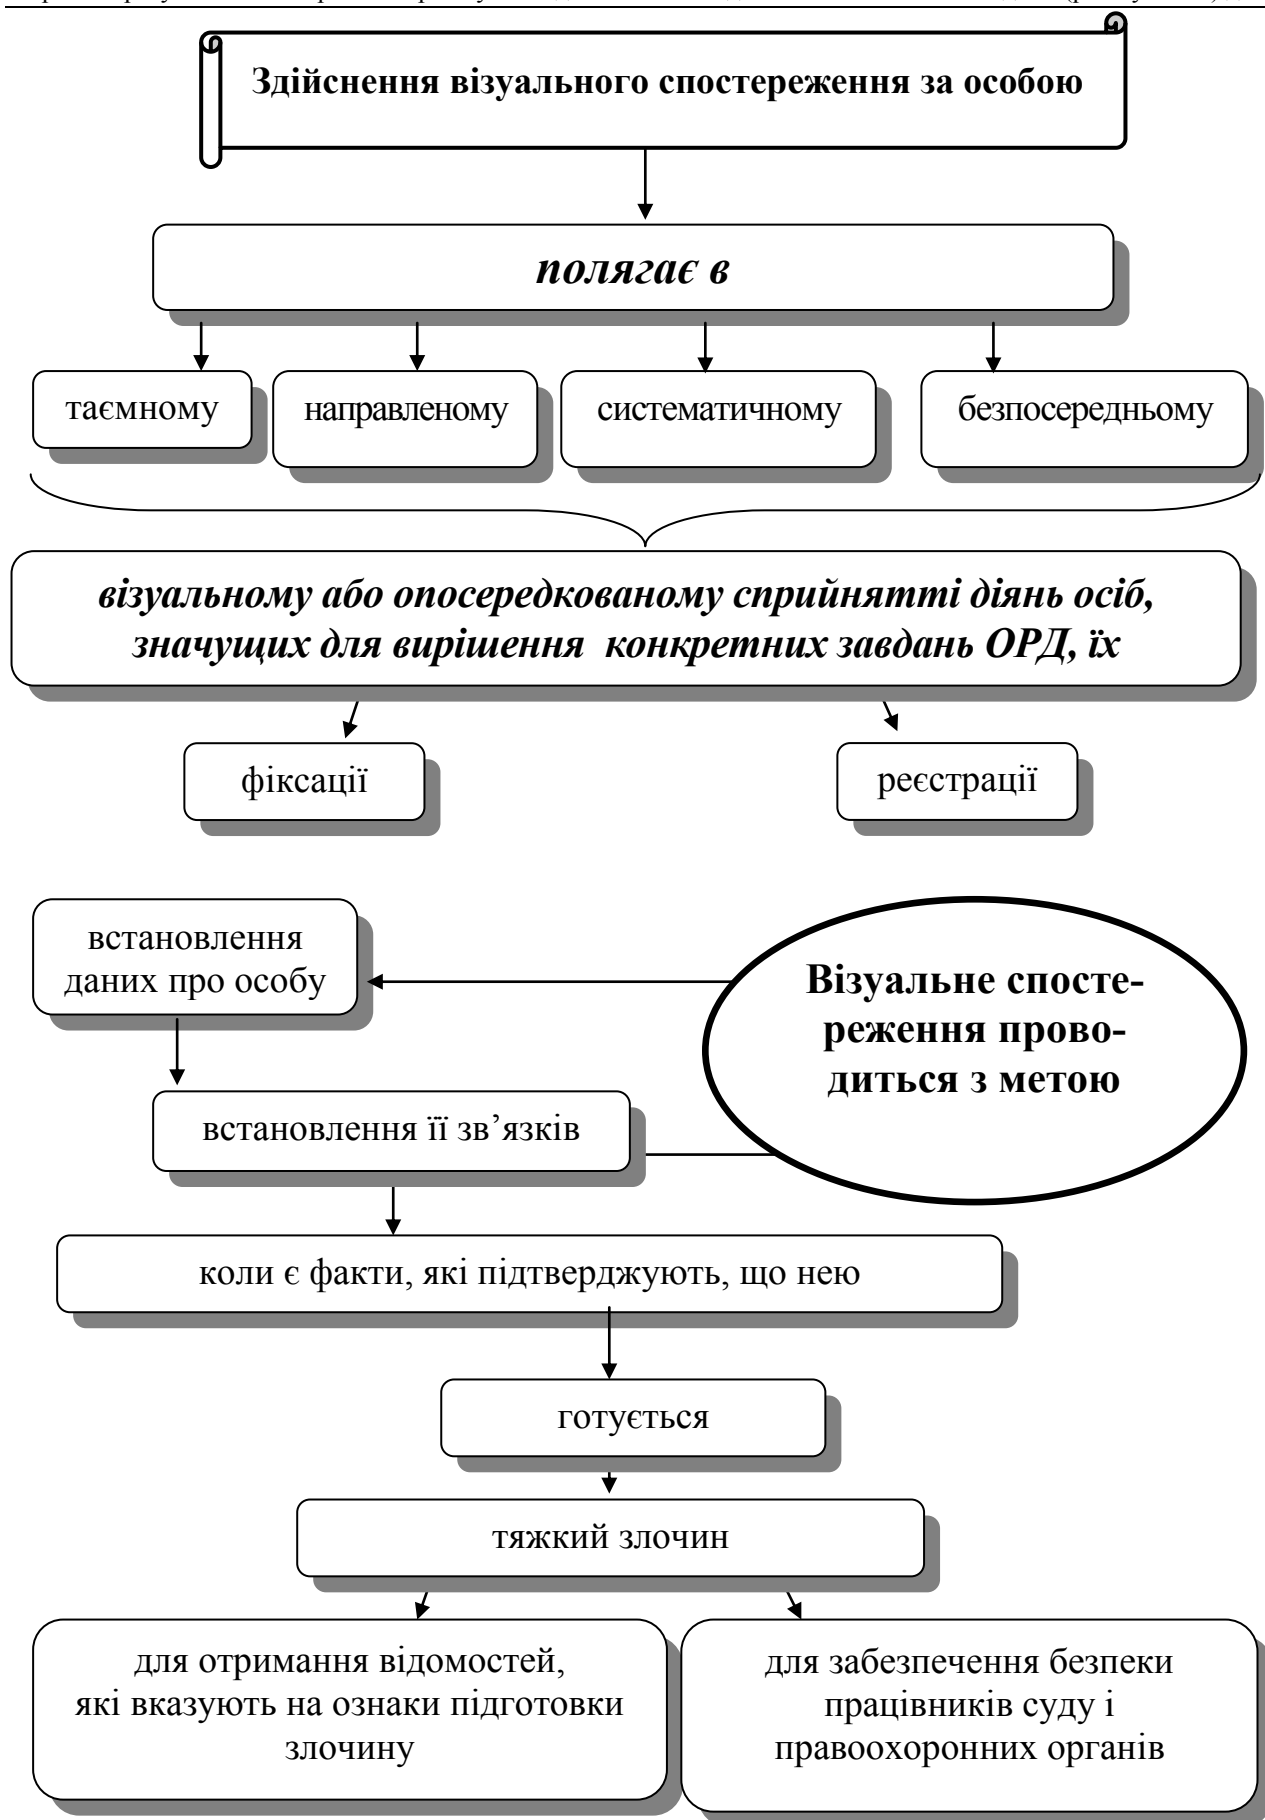 Здійснення візуального спостереження за особою
полягає в
таємному
направленому
систематичному
безпосередньому
візуальному або опосередкованому сприйнятті діянь осіб,
значущих для вирішення конкретних завдань ОРД, їх
фіксації
реєстрації
встановлення
даних про особу
Візуальне спосте-
реження прово-
диться з метою
встановлення її зв’язків
коли є факти, які підтверджують, що нею
готується
тяжкий злочин
для отримання відомостей,
які вказують на ознаки підготовки
злочину
для забезпечення безпеки
працівників суду і
правоохоронних органів